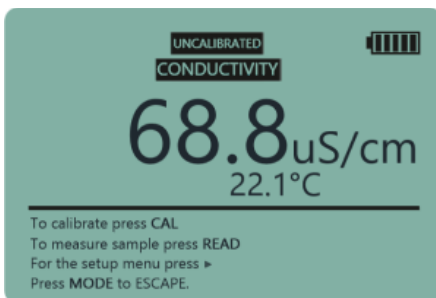 UNCALIBRATED
CONDUCTIVITY
68.8uS/cm
22.1°C
To calibrate press CAL
To measure sample press READ
For the setup menu press ►
Press MODE to ESCAPE.